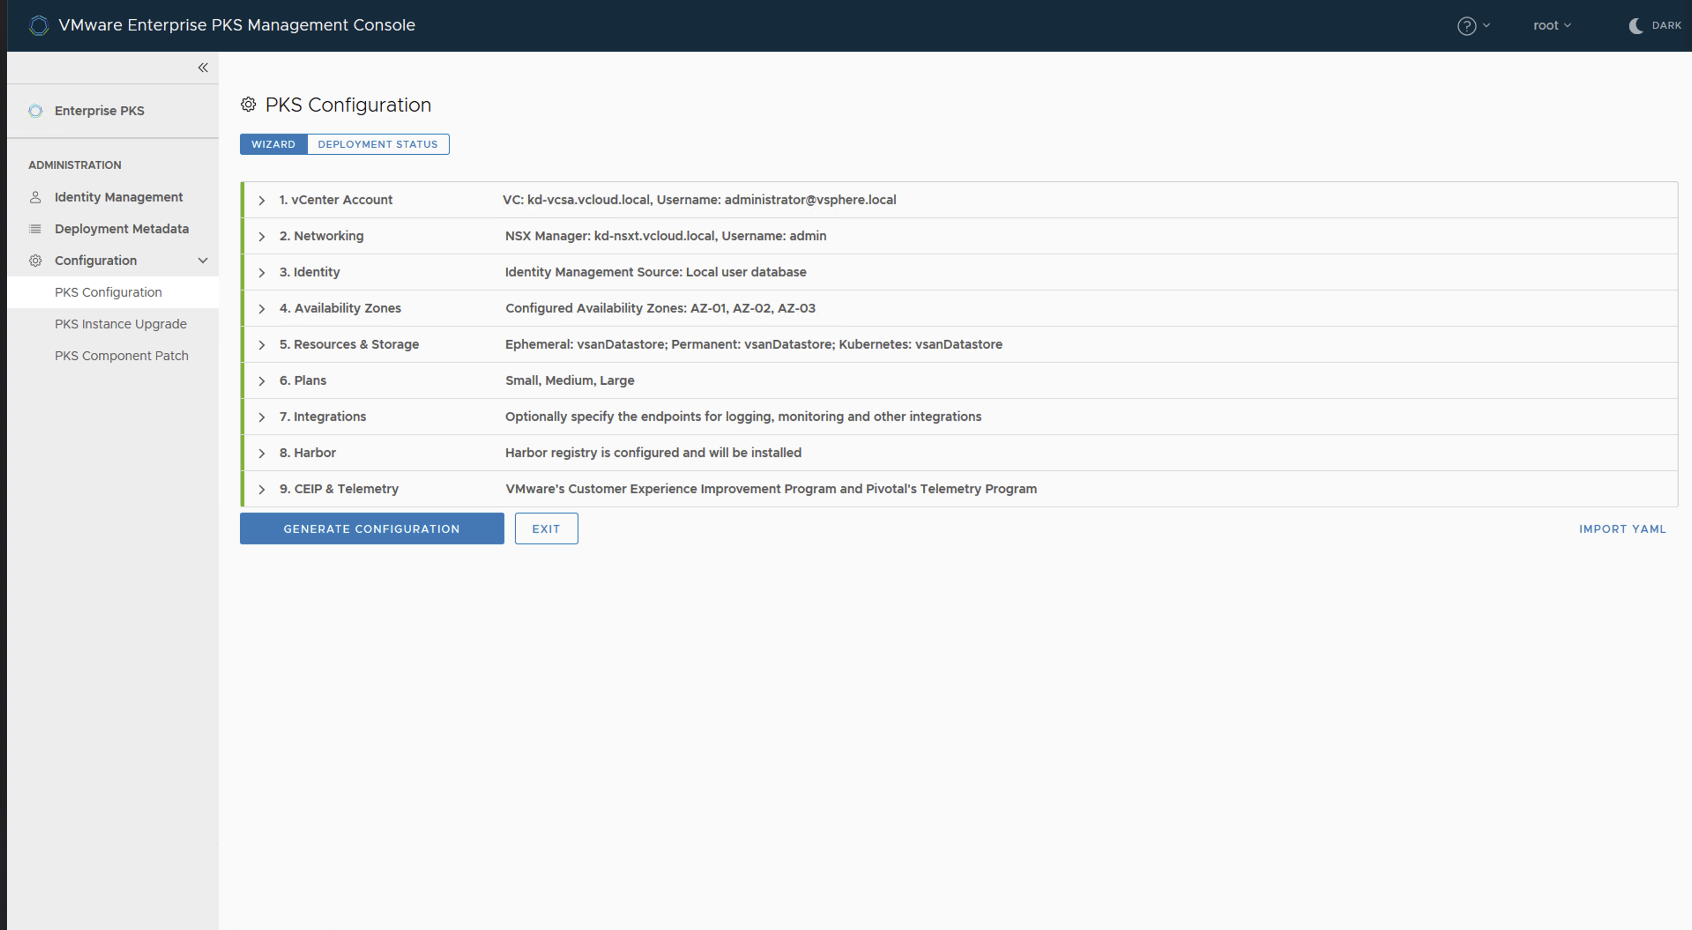 VMware Enterprise PKS Management Console
?
root
DARK
Enterprise PKS
ADMINISTRATION
Identity Management
Deployment Metadata
Configuration
PKS Configuration
PKS Instance Upgrade
PKS Component Patch
PKS Configuration
WIZARD DEPLOYMENT STATUS
1. vCenter Account VC: kd-vcsa.vcloud.local, Username: administrator@vsphere.local
2. Networking NSX Manager: kd-nsxt.vcloud.local, Username: admin
3. Identity Identity Management Source: Local user database
4. Availability Zones Configured Availability Zones: AZ-01, AZ-02, AZ-03
5. Resources & Storage Ephemeral: vsanDatastore; Permanent: vsanDatastore; Kubernetes: vsanDatastore
6. Plans Small, Medium, Large
7. Integrations Optionally specify the endpoints for logging, monitoring and other integrations
8. Harbor Harbor registry is configured and will be installed
9. CEIP & Telemetry VMware's Customer Experience Improvement Program and Pivotal's Telemetry Program
GENERATE CONFIGURATION EXIT IMPORT YAML